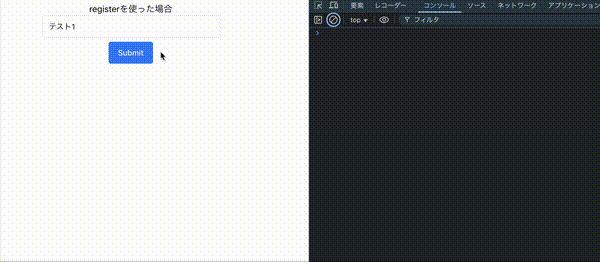 registerを使った場合
テスト1
Submit
要素 レコーダー コンソール ソース ネットワーク アプリケーション
top フィルタ